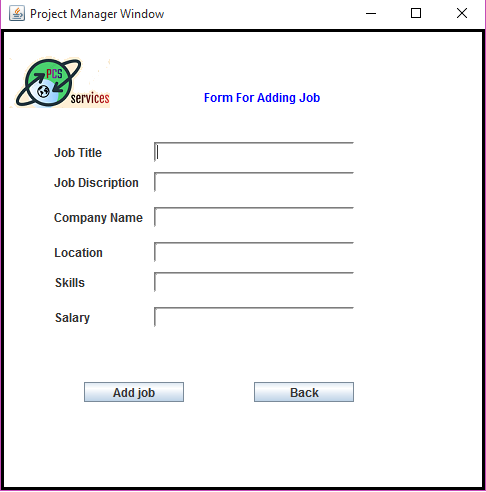 Project Manager Window
PCS
services
Form For Adding Job
Job Title
Job Discription
Company Name
Location
Skills
Salary
Add job
Back